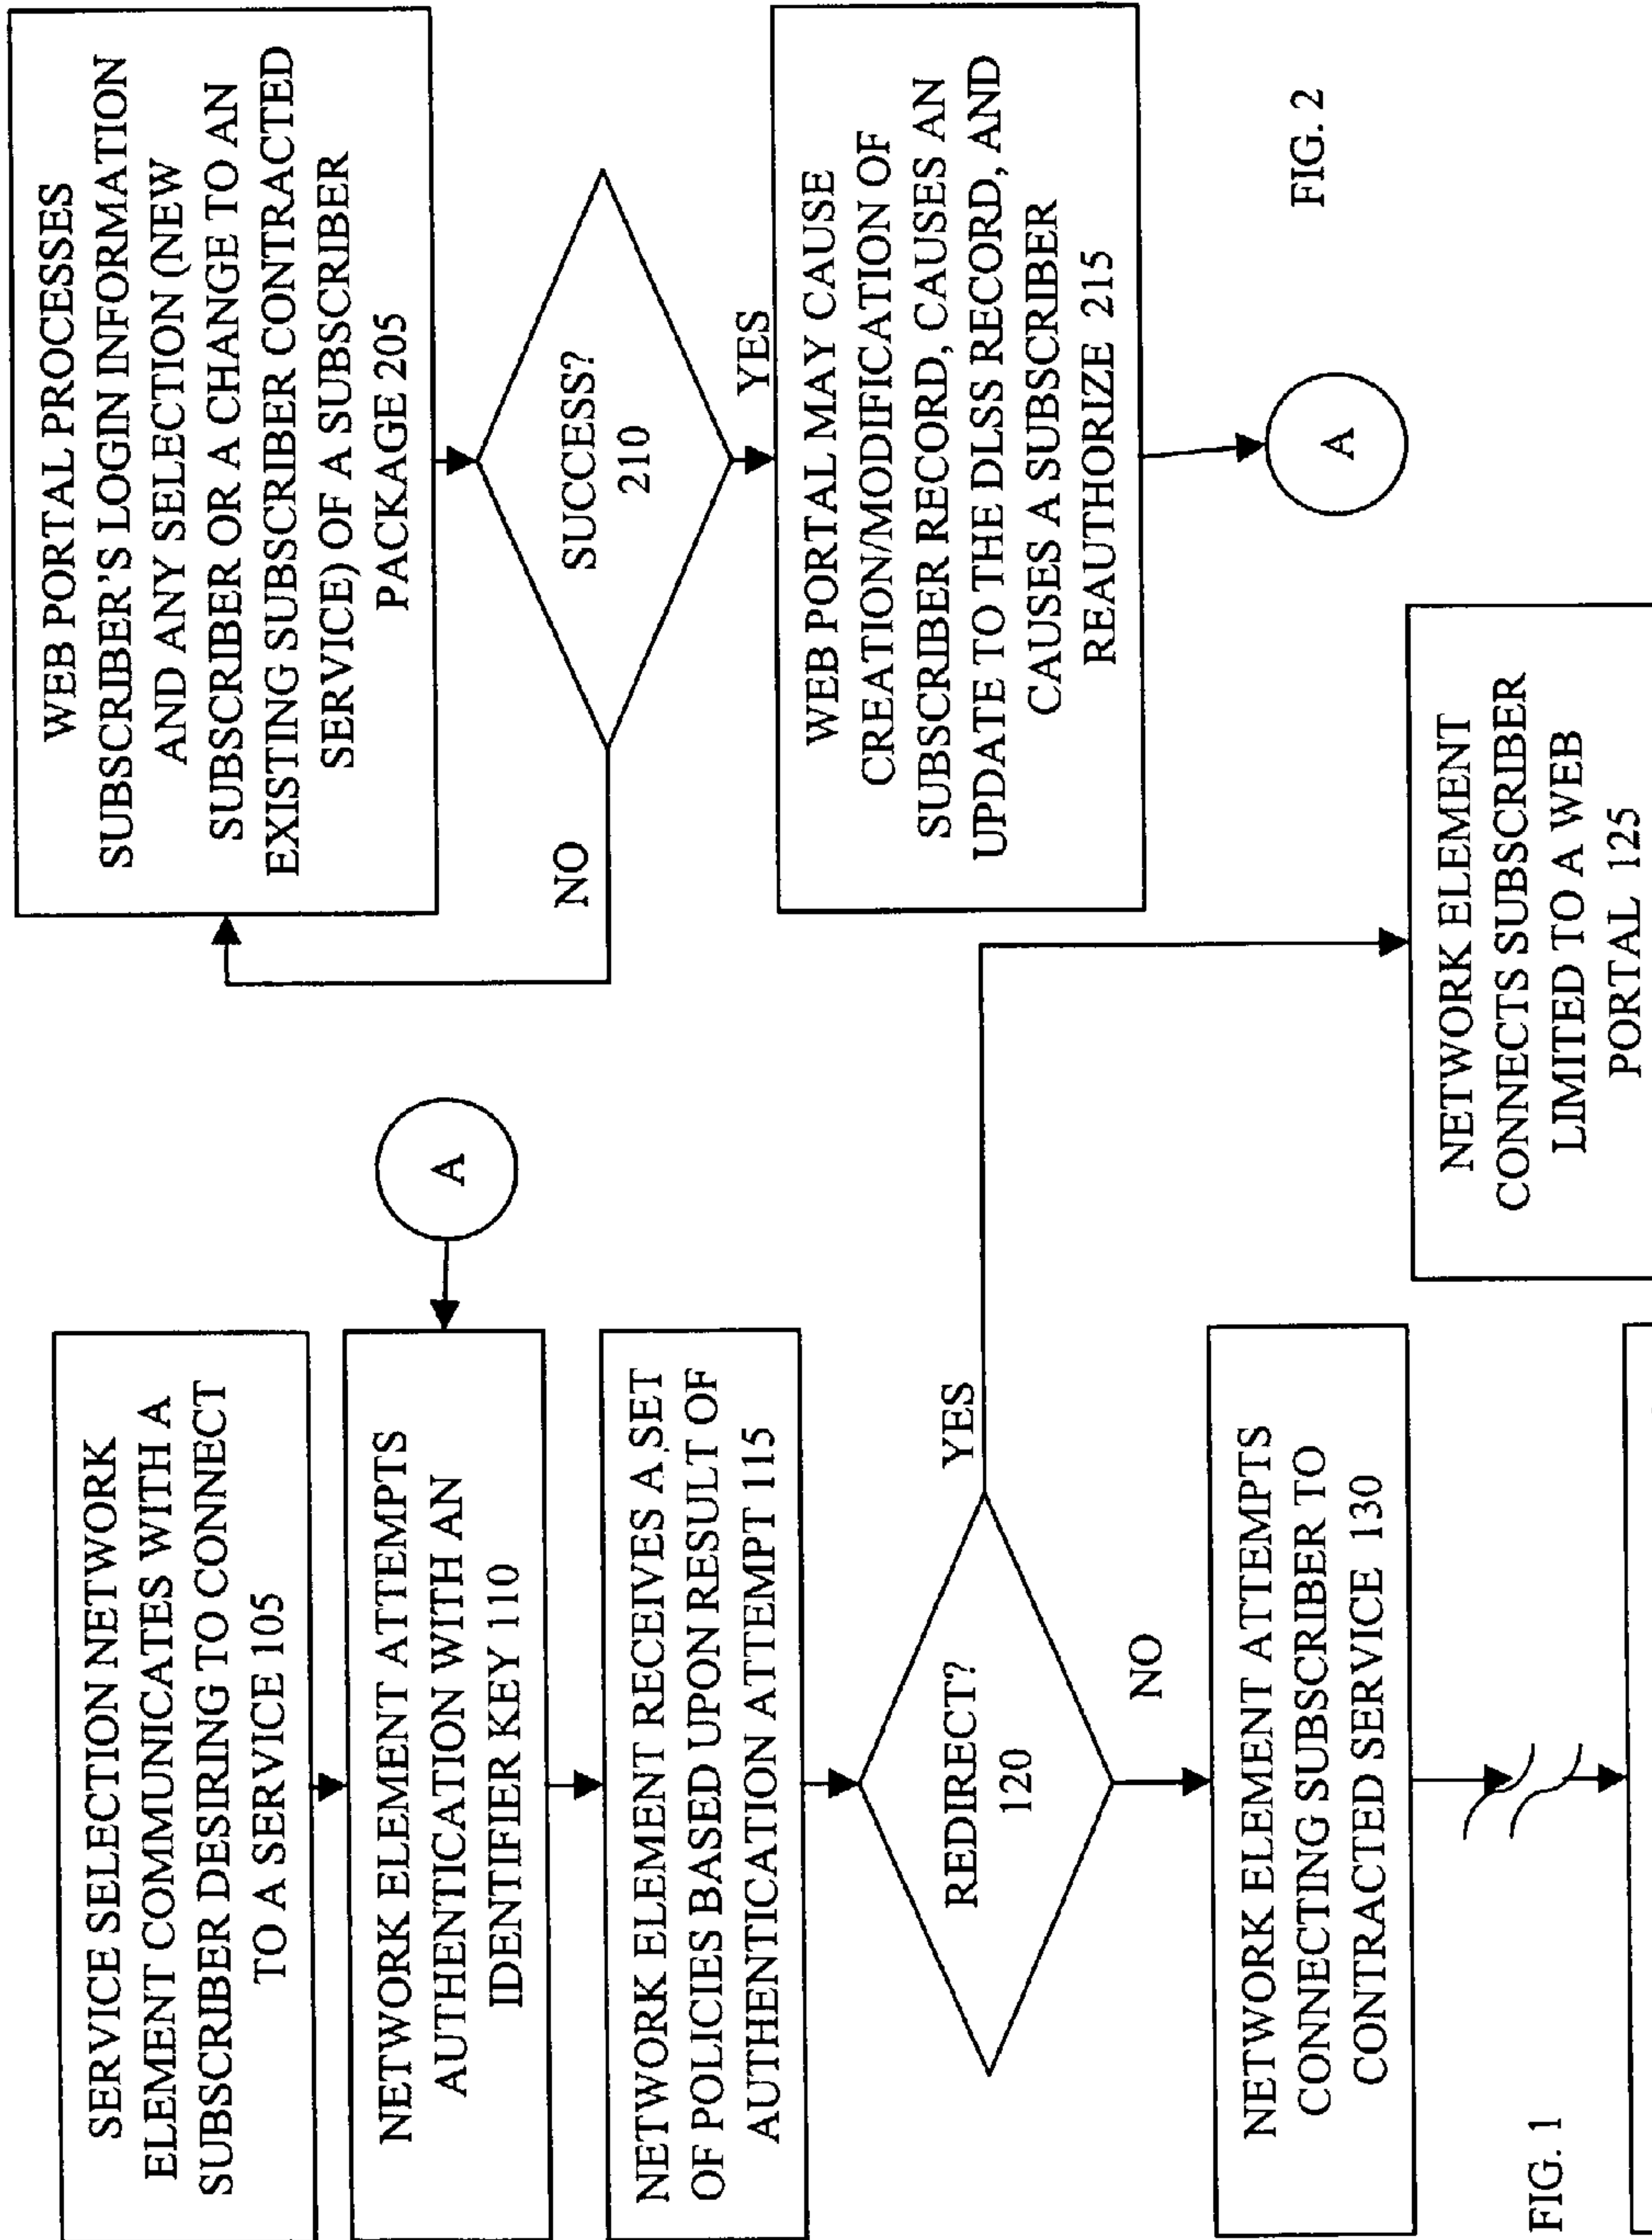 SERVICE SELECTION NETWORK
ELEMENT COMMUNICATES WITH A
SUBSCRIBER DESIRING TO CONNECT
TO A SERVICE 105
NETWORK ELEMENT ATTEMPTS
AUTHENTICATION WITH AN
IDENTIFIER KEY 110
A
NETWORK ELEMENT RECEIVES A SET
OF POLICIES BASED UPON RESULT OF
AUTHENTICATION ATTEMPT 115
REDIRECT?
120
YES
NO
NETWORK ELEMENT ATTEMPTS
CONNECTING SUBSCRIBER TO
CONTRACTED SERVICE 130
NETWORK ELEMENT
CONNECTS SUBSCRIBER
LIMITED TO A WEB
PORTAL 125
FIG. 1
WEB PORTAL PROCESSES
SUBSCRIBER'S LOGIN INFORMATION
AND ANY SELECTION (NEW
SUBSCRIBER OR A CHANGE TO AN
EXISTING SUBSCRIBER CONTRACTED
SERVICE) OF A SUBSCRIBER
PACKAGE 205
SUCCESS?
210
NO
YES
WEB PORTAL MAY CAUSE
CREATION/MODIFICATION OF
SUBSCRIBER RECORD, CAUSES AN
UPDATE TO THE DLSS RECORD, AND
CAUSES A SUBSCRIBER
REAUTHORIZE 215
A
FIG. 2